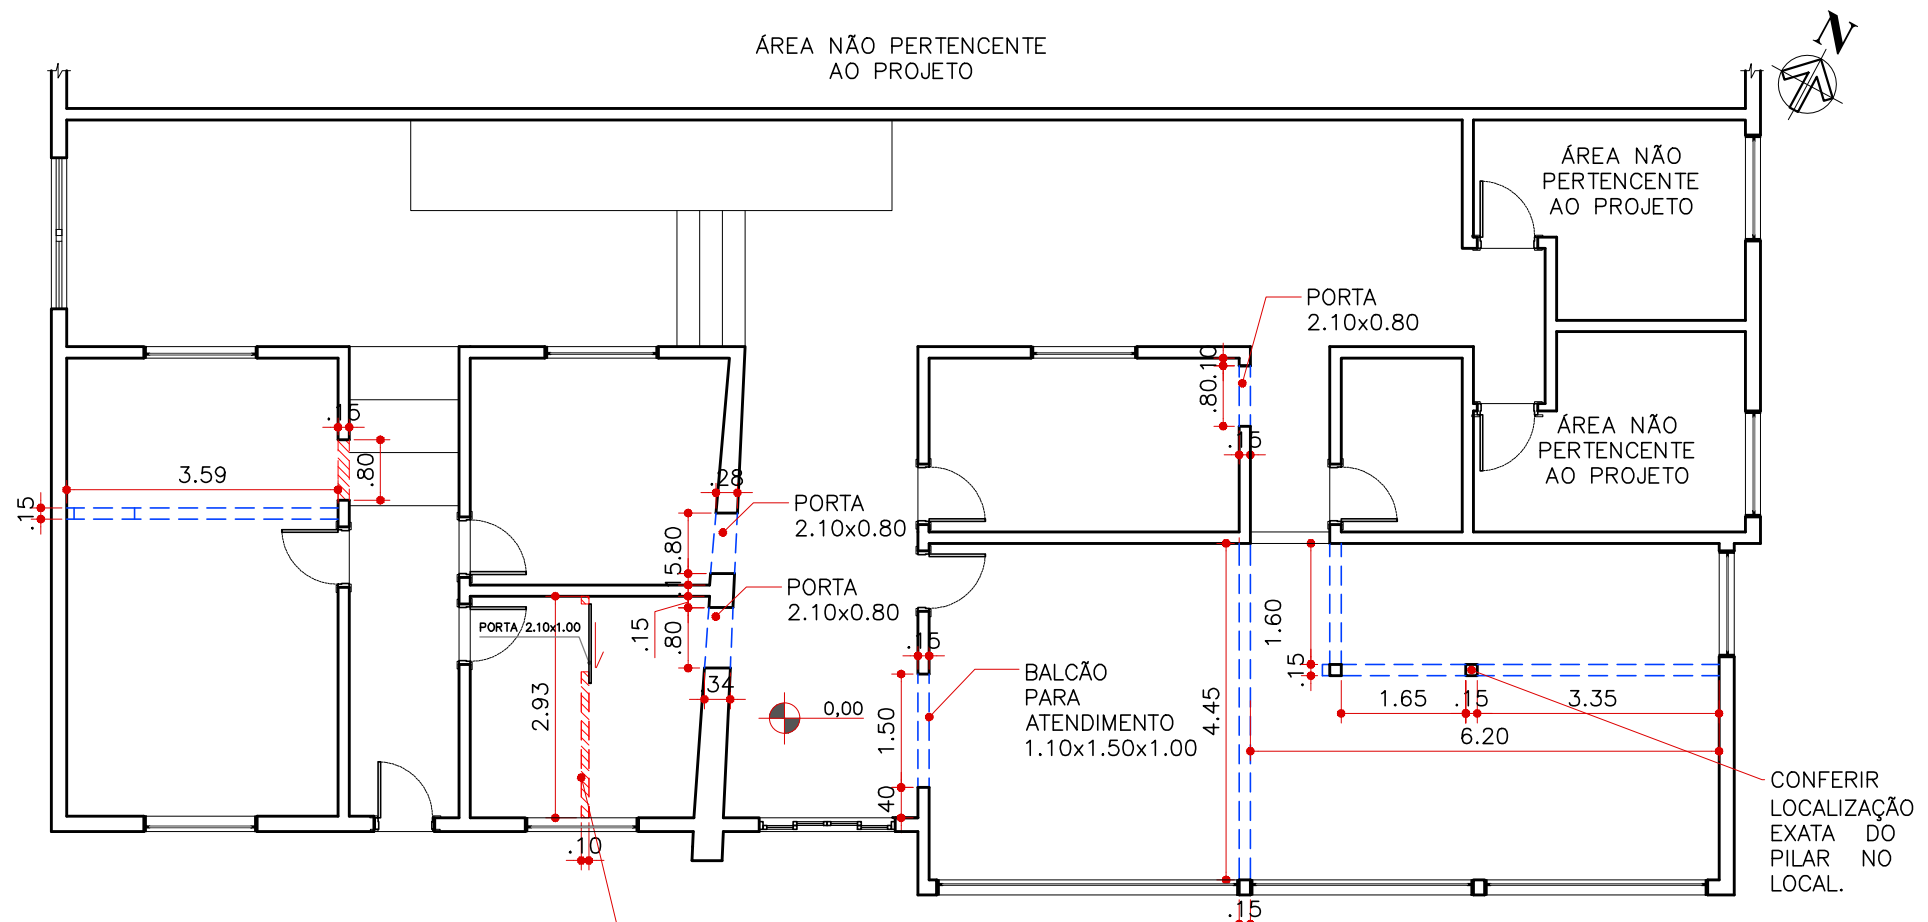 ÁREA NÃO PERTENCENTE
AO PROJETO
N
ÁREA NÃO
PERTENCENTE
AO PROJETO
PORTA
2.10x0.80
.80
.10
.15
.15
3.59
.80
.15
.28
PORTA
2.10x0.80
.15
ÁREA NÃO
PERTENCENTE
AO PROJETO
.80
.15
PORTA
2.10x0.80
PORTA 2.10x1.00
.15
.80
2.93
.34
0,00
.15
BALCÃO
PARA
ATENDIMENTO
1.10x1.50x1.00
1.50
.40
4.45
1.60
.15
1.65
.15
3.35
6.20
CONFERIR
LOCALIZAÇÃO
EXATA DO
PILAR NO
LOCAL.
.10
.15